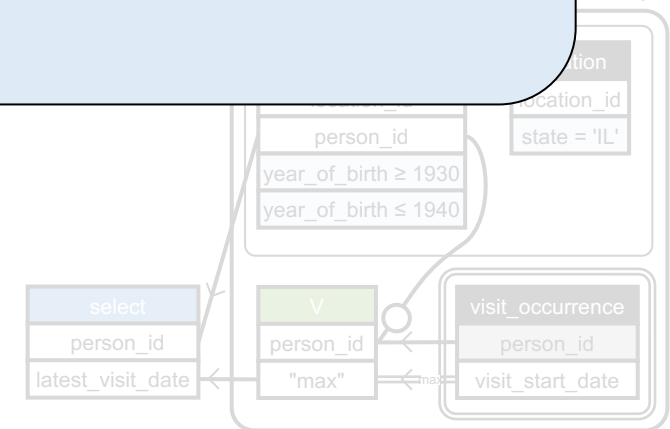 location_id
person_id
state = 'IL'
year_of_birth ≥ 1930
year_of_birth ≤ 1940
select
V
visit_occurrence
person_id
person_id
person_id
latest_visit_date
"max"
max
visit_start_date